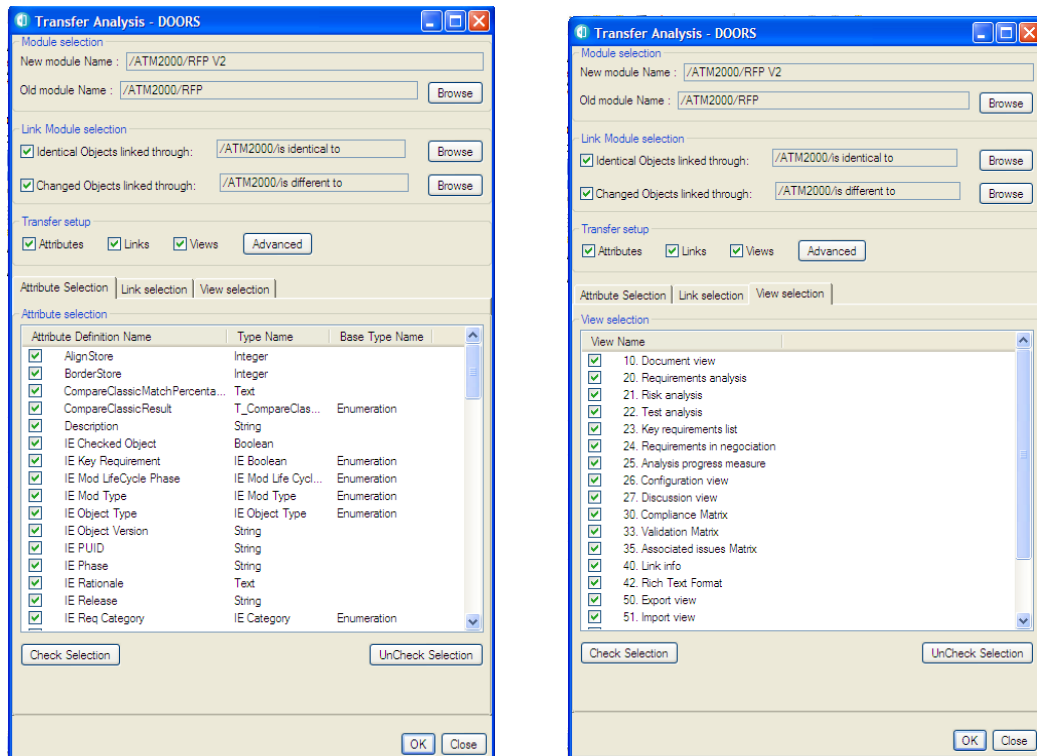 Transfer Analysis - DOORS
Module selection
New module Name : /ATM2000/RFP V2
Old module Name : /ATM2000/RFP Browse
Link Module selection
Identical Objects linked through: /ATM2000/is identical to Browse
Changed Objects linked through: /ATM2000/is different to Browse
Transfer setup
Attributes Links Views Advanced
Attribute Selection Link selection View selection
Attribute selection
Attribute Definition Name Type Name Base Type Name
AlignStore Integer
BorderStore Integer
CompareClassicMatchPercenta... Text
CompareClassicResult T_CompareClas... Enumeration
Description String
IE Checked Object Boolean
IE Key Requirement IE Boolean Enumeration
IE Mod LifeCycle Phase IE Mod Life Cycl... Enumeration
IE Mod Type IE Mod Type Enumeration
IE Object Type IE Object Type Enumeration
IE Object Version String
IE PUID String
IE Phase String
IE Rationale Text
IE Release String
IE Req Category IE Category Enumeration
Check Selection UnCheck Selection
OK Close
Transfer Analysis - DOORS
Module selection
New module Name : /ATM2000/RFP V2
Old module Name : /ATM2000/RFP Browse
Link Module selection
Identical Objects linked through: /ATM2000/is identical to Browse
Changed Objects linked through: /ATM2000/is different to Browse
Transfer setup
Attributes Links Views Advanced
Attribute Selection Link selection View selection
View selection
View Name
10. Document view
20. Requirements analysis
21. Risk analysis
22. Test analysis
23. Key requirements list
24. Requirements in negociation
25. Analysis progress measure
26. Configuration view
27. Discussion view
30. Compliance Matrix
33. Validation Matrix
35. Associated issues Matrix
40. Link info
42. Rich Text Format
50. Export view
51. Import view
Check Selection UnCheck Selection
OK Close